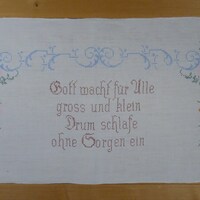 Gott wacht für Alle
gross und klein
Drum schlafe
ohne Sorgen ein